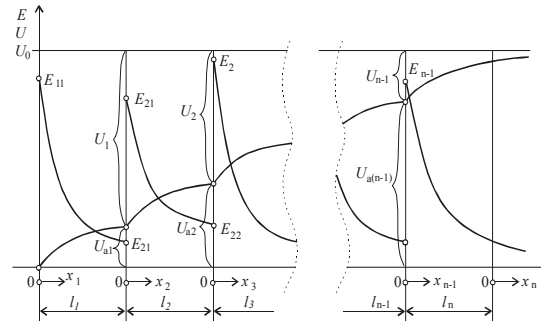 E
U
U0
E11
E21
E2
Un-1
En-1
U1
U2
Ua1
E21
Ua2
E22
Ua(n-1)
0 x1 0 x2 0 x3 0 xn-1 0 xn
l1 l2 l3 ln-1 ln